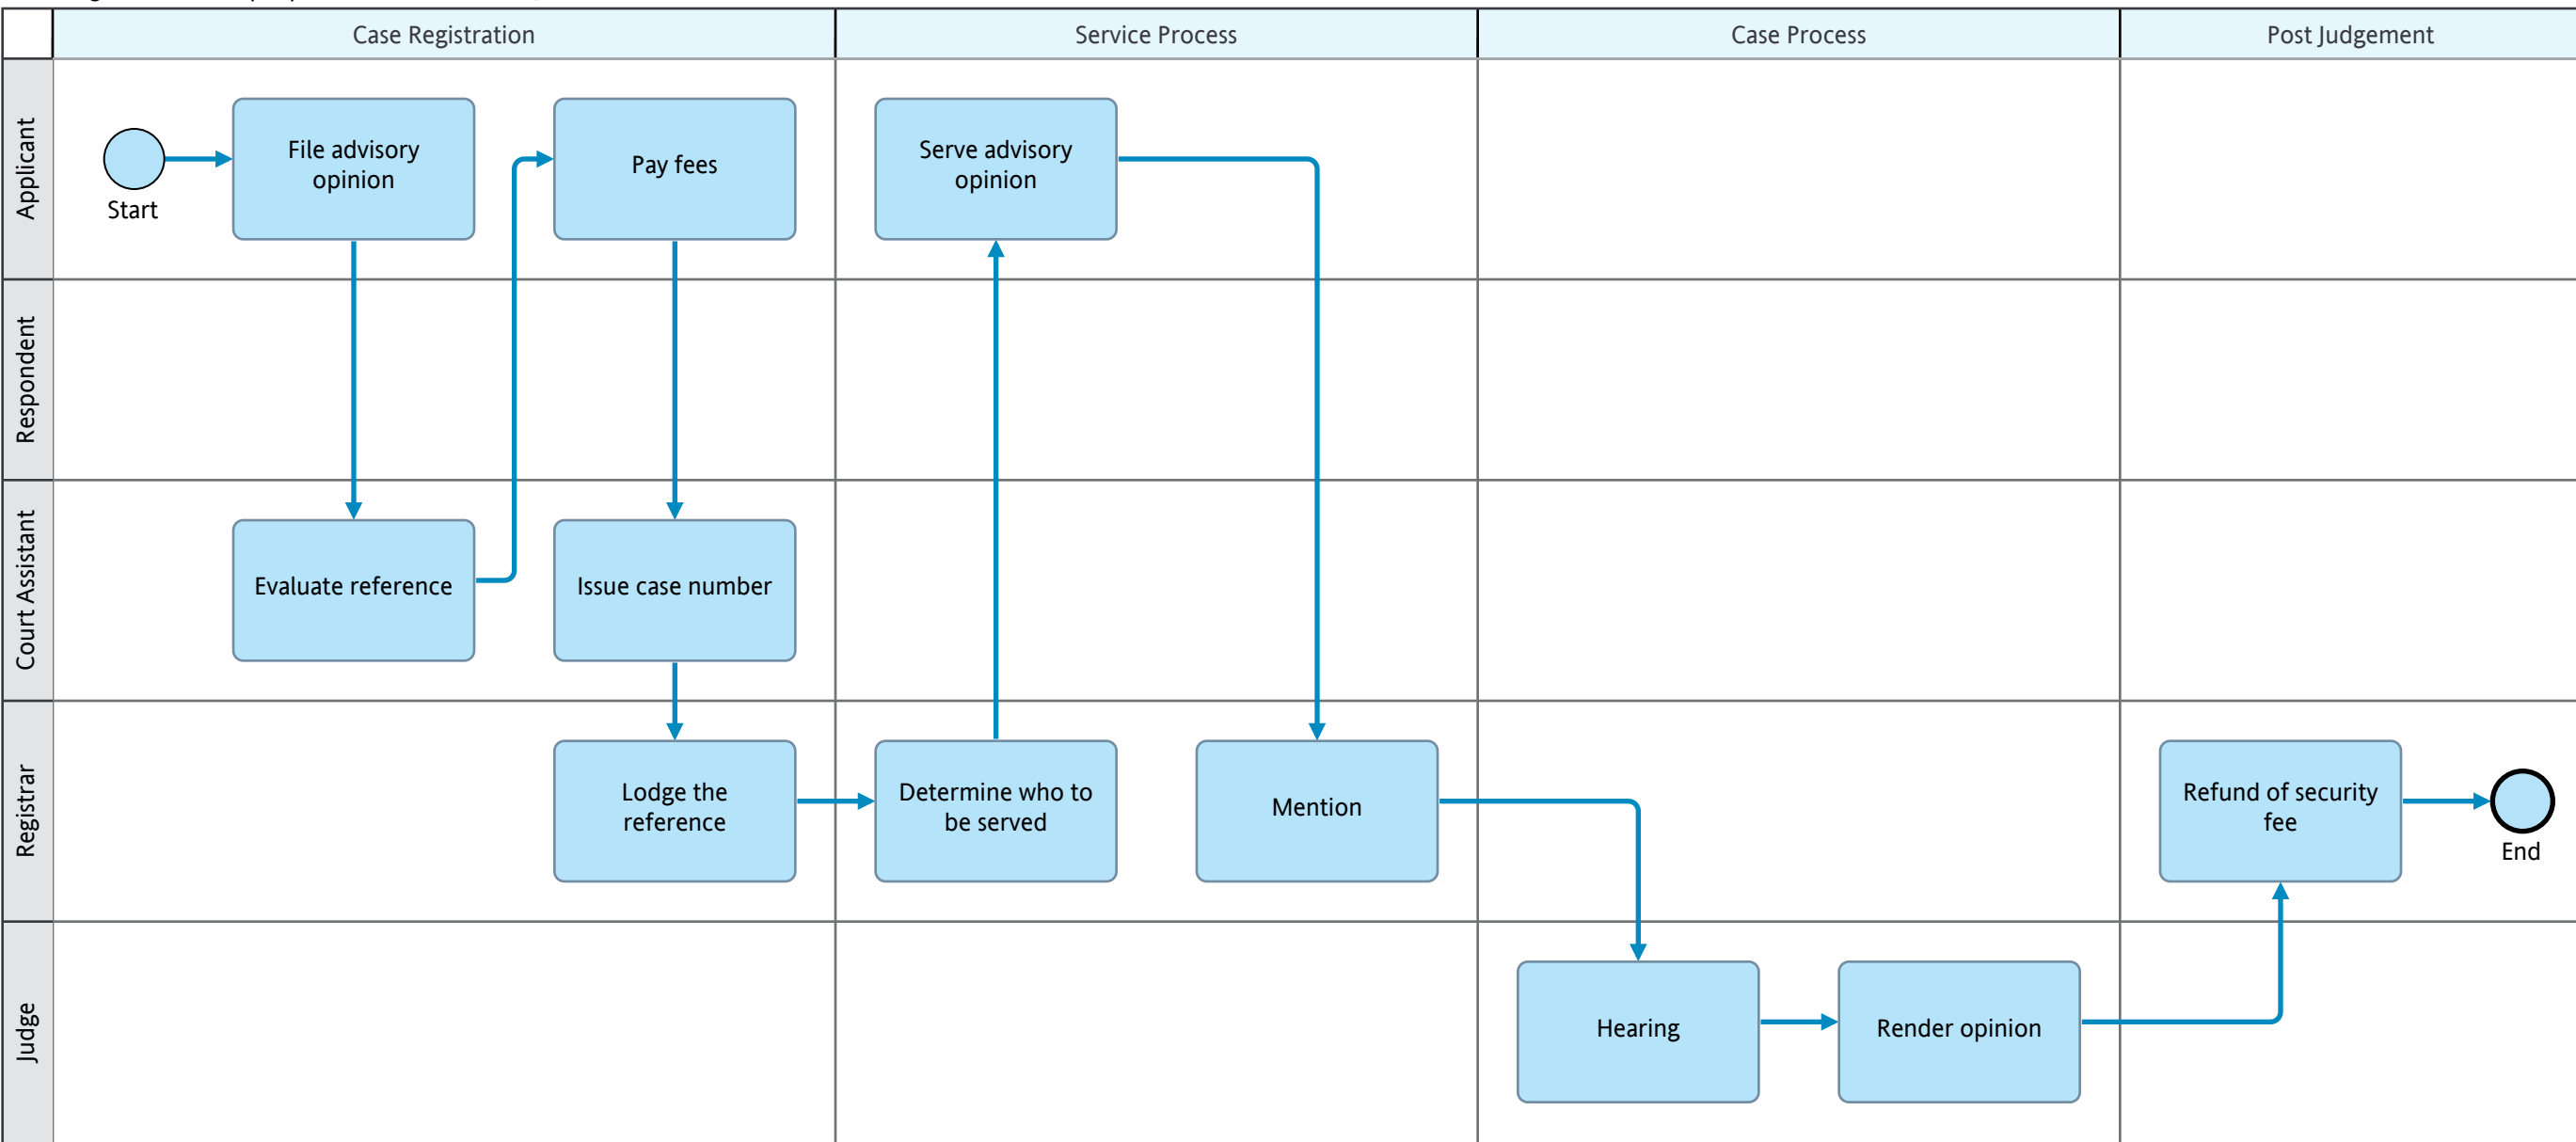 Case Registration
Service Process
Case Process
Post Judgement
Applicant
Start
File advisory
opinion
Pay fees
Serve advisory
opinion
Respondent
Court Assistant
Evaluate reference
Issue case number
Registrar
Lodge the
reference
Determine who to
be served
Mention
Refund of security
fee
End
Judge
Hearing
Render opinion